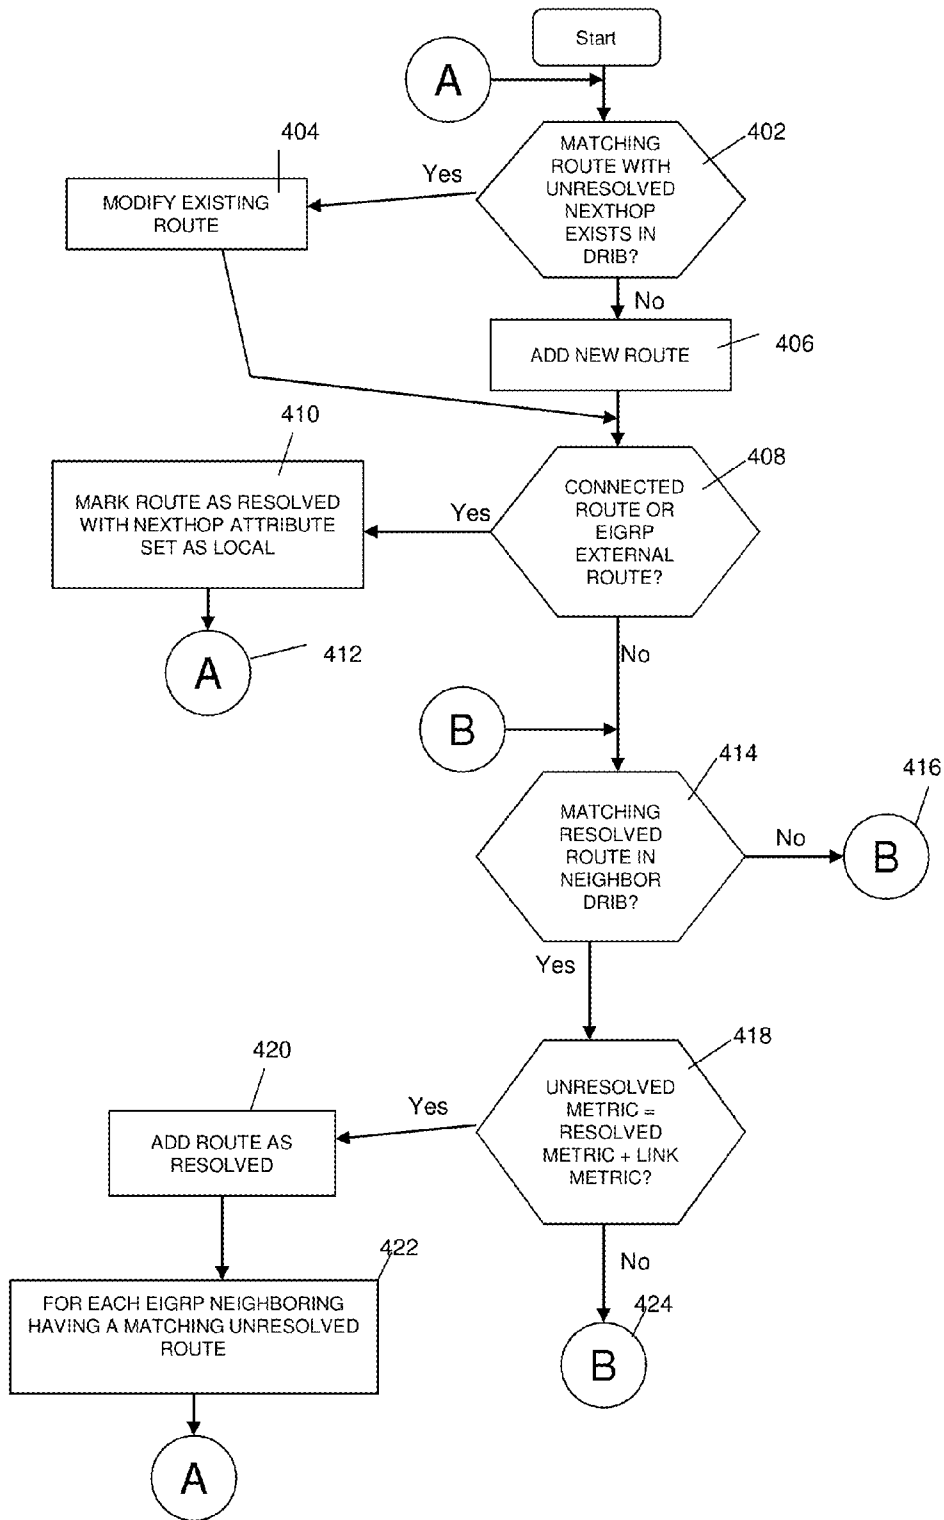 Start
A
402
MATCHING
ROUTE WITH
UNRESOLVED
NEXTHOP
EXISTS IN
DRIB?
404
Yes
MODIFY EXISTING
ROUTE
No
ADD NEW ROUTE
406
410
408
CONNECTED
ROUTE OR
EIGRP
EXTERNAL
ROUTE?
Yes
MARK ROUTE AS RESOLVED
WITH NEXTHOP ATTRIBUTE
SET AS LOCAL
A
412
No
B
414
416
MATCHING
RESOLVED
ROUTE IN
NEIGHBOR
DRIB?
No
B
Yes
418
UNRESOLVED
METRIC =
RESOLVED
METRIC + LINK
METRIC?
420
Yes
ADD ROUTE AS
RESOLVED
422
FOR EACH EIGRP NEIGHBORING
HAVING A MATCHING UNRESOLVED
ROUTE
No
424
B
A